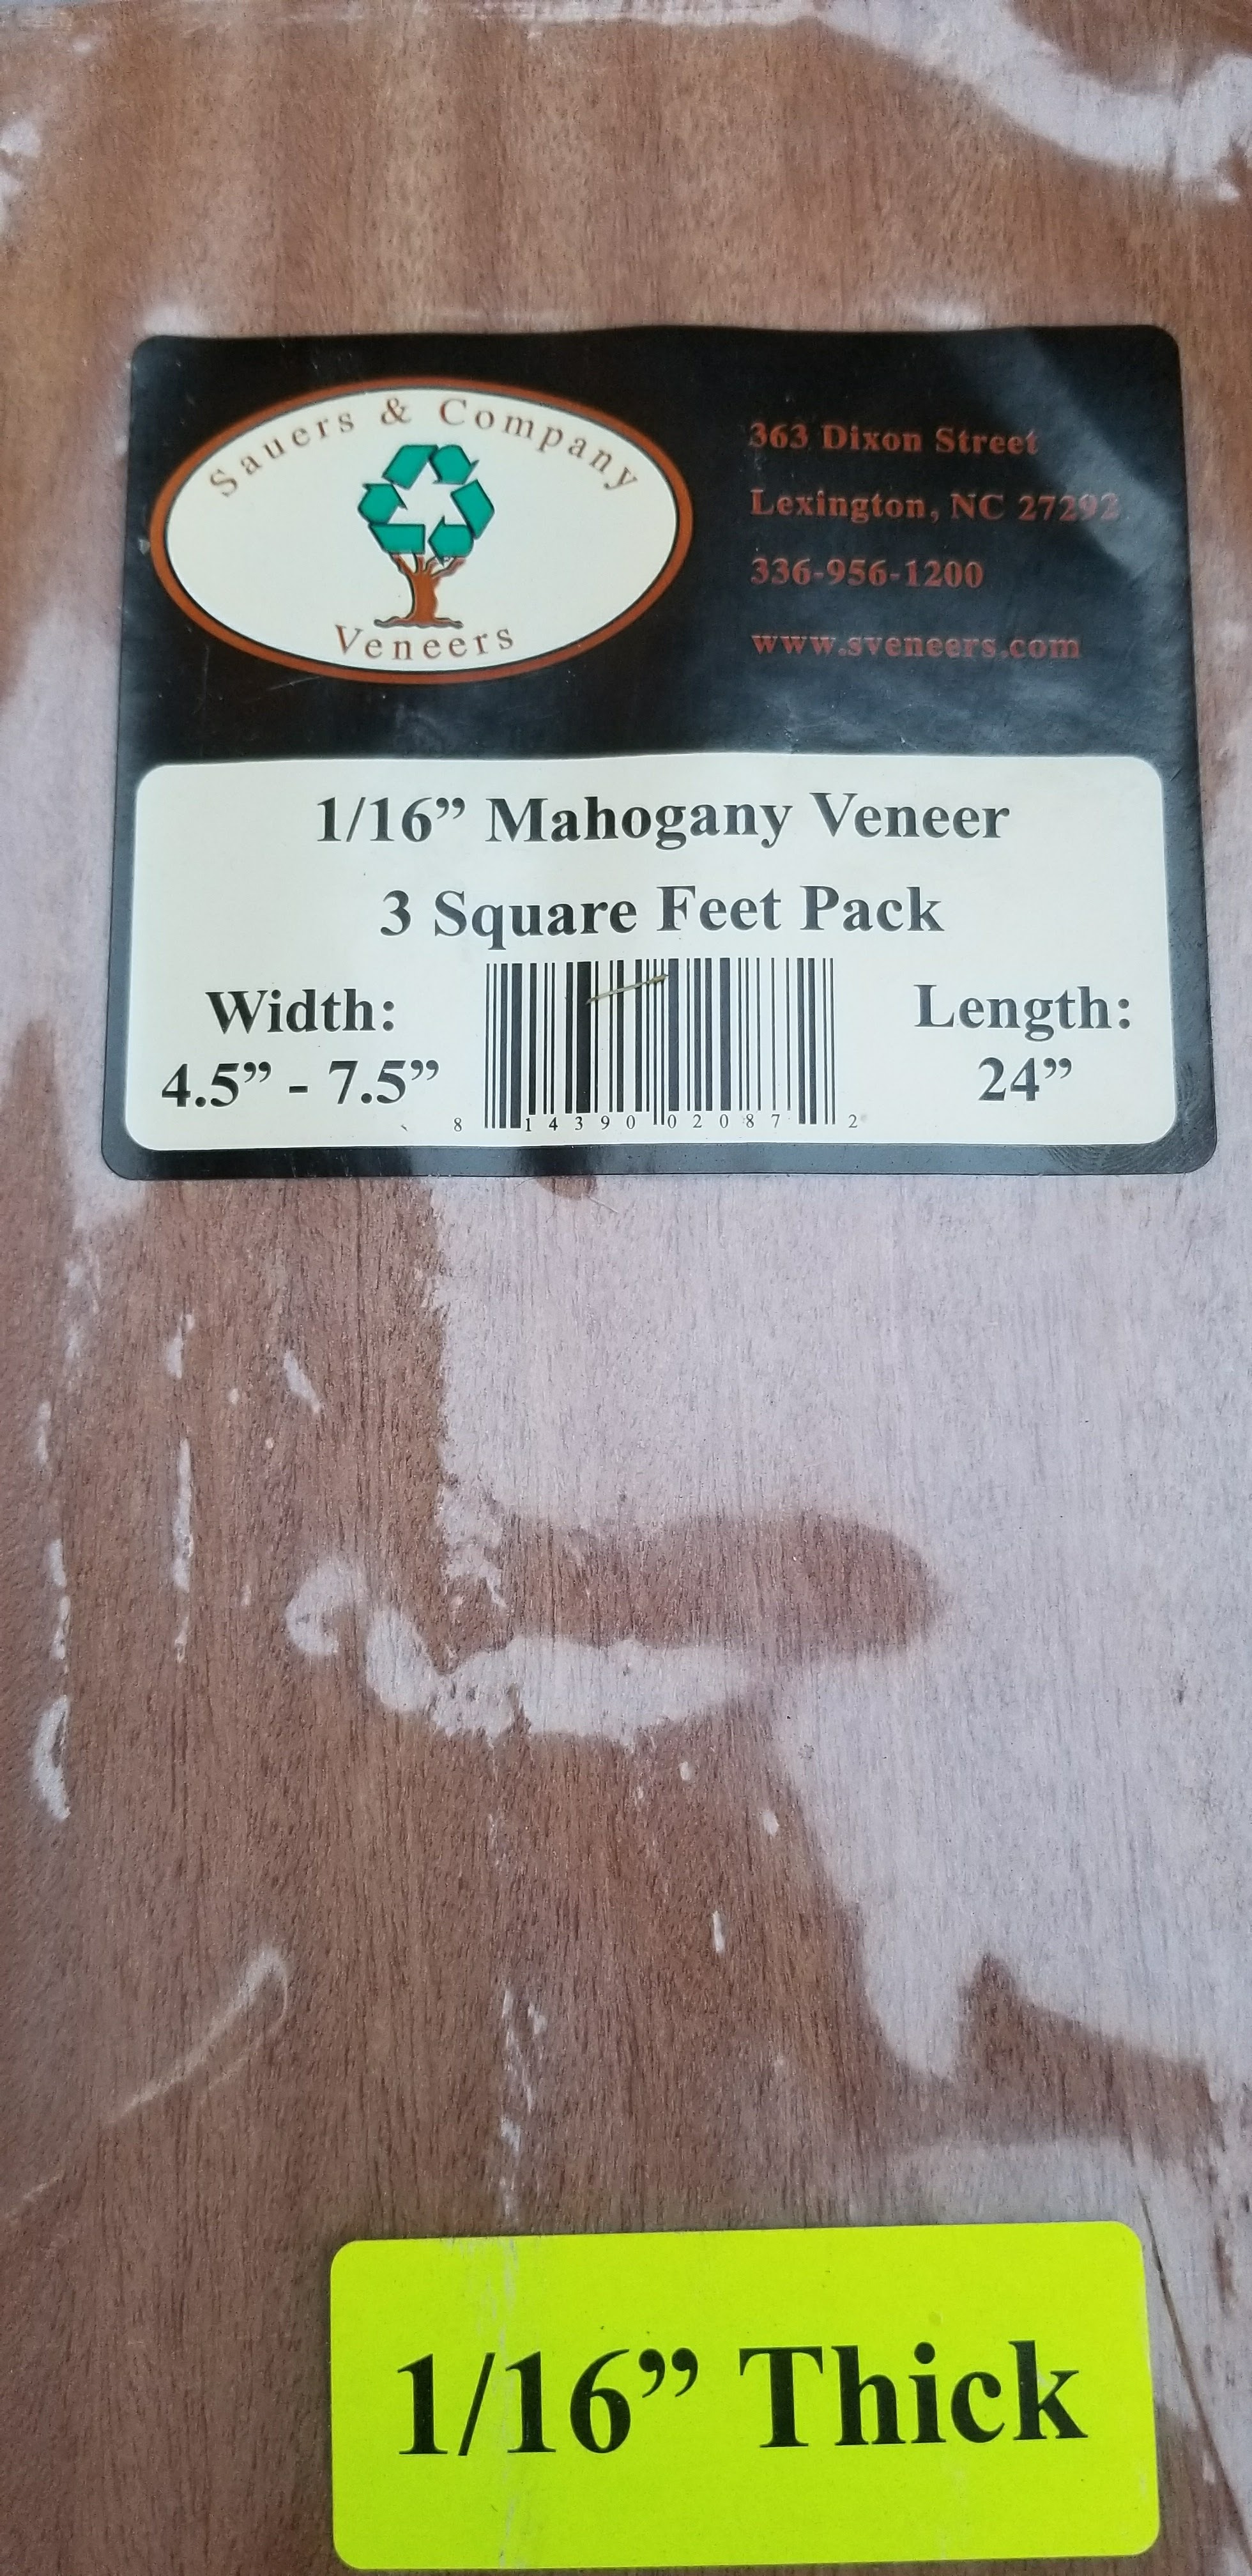 Sauers & Company
Veneers
363 Dixon Street
Lexington, NC 27292
336-956-1200
www.sveneers.com
1/16” Mahogany Veneer
3 Square Feet Pack
Width:
4.5” - 7.5”
8 14390 02087 2
Length:
24”
1/16” Thick